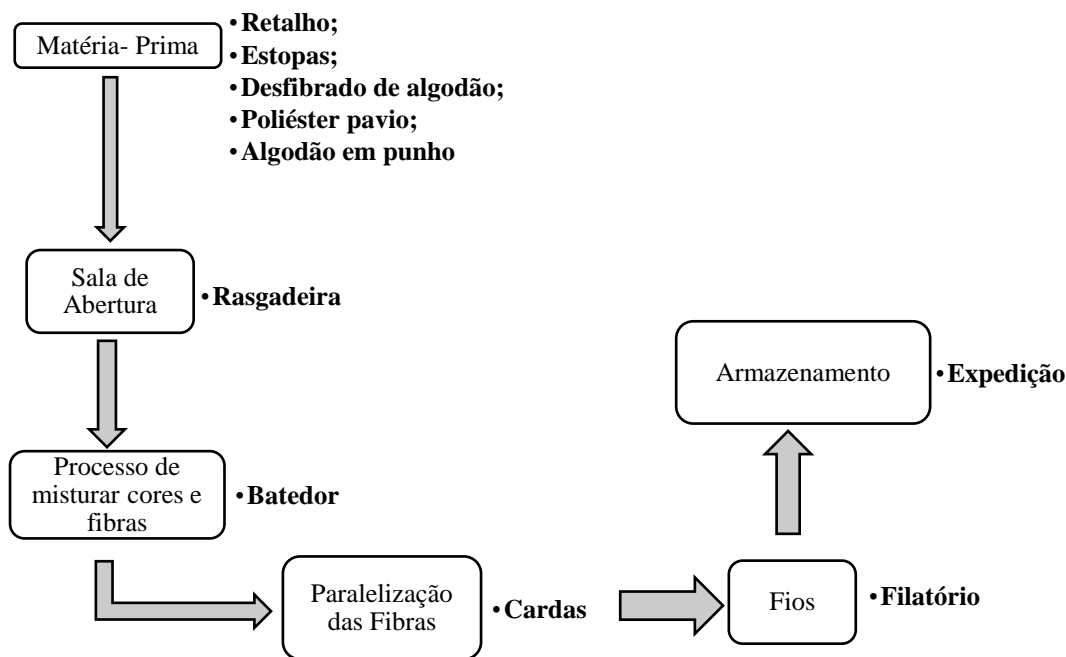 Matéria- Prima
•Retalho;
•Estopas;
•Desfibrado de algodão;
•Poliéster pavio;
•Algodão em punho
Sala de
Abertura
•Rasgadeira
Processo de
misturar cores e
fibras
•Batedor
Paralelização
das Fibras
•Cardas
Fios
•Filatório
Armazenamento
•Expedição